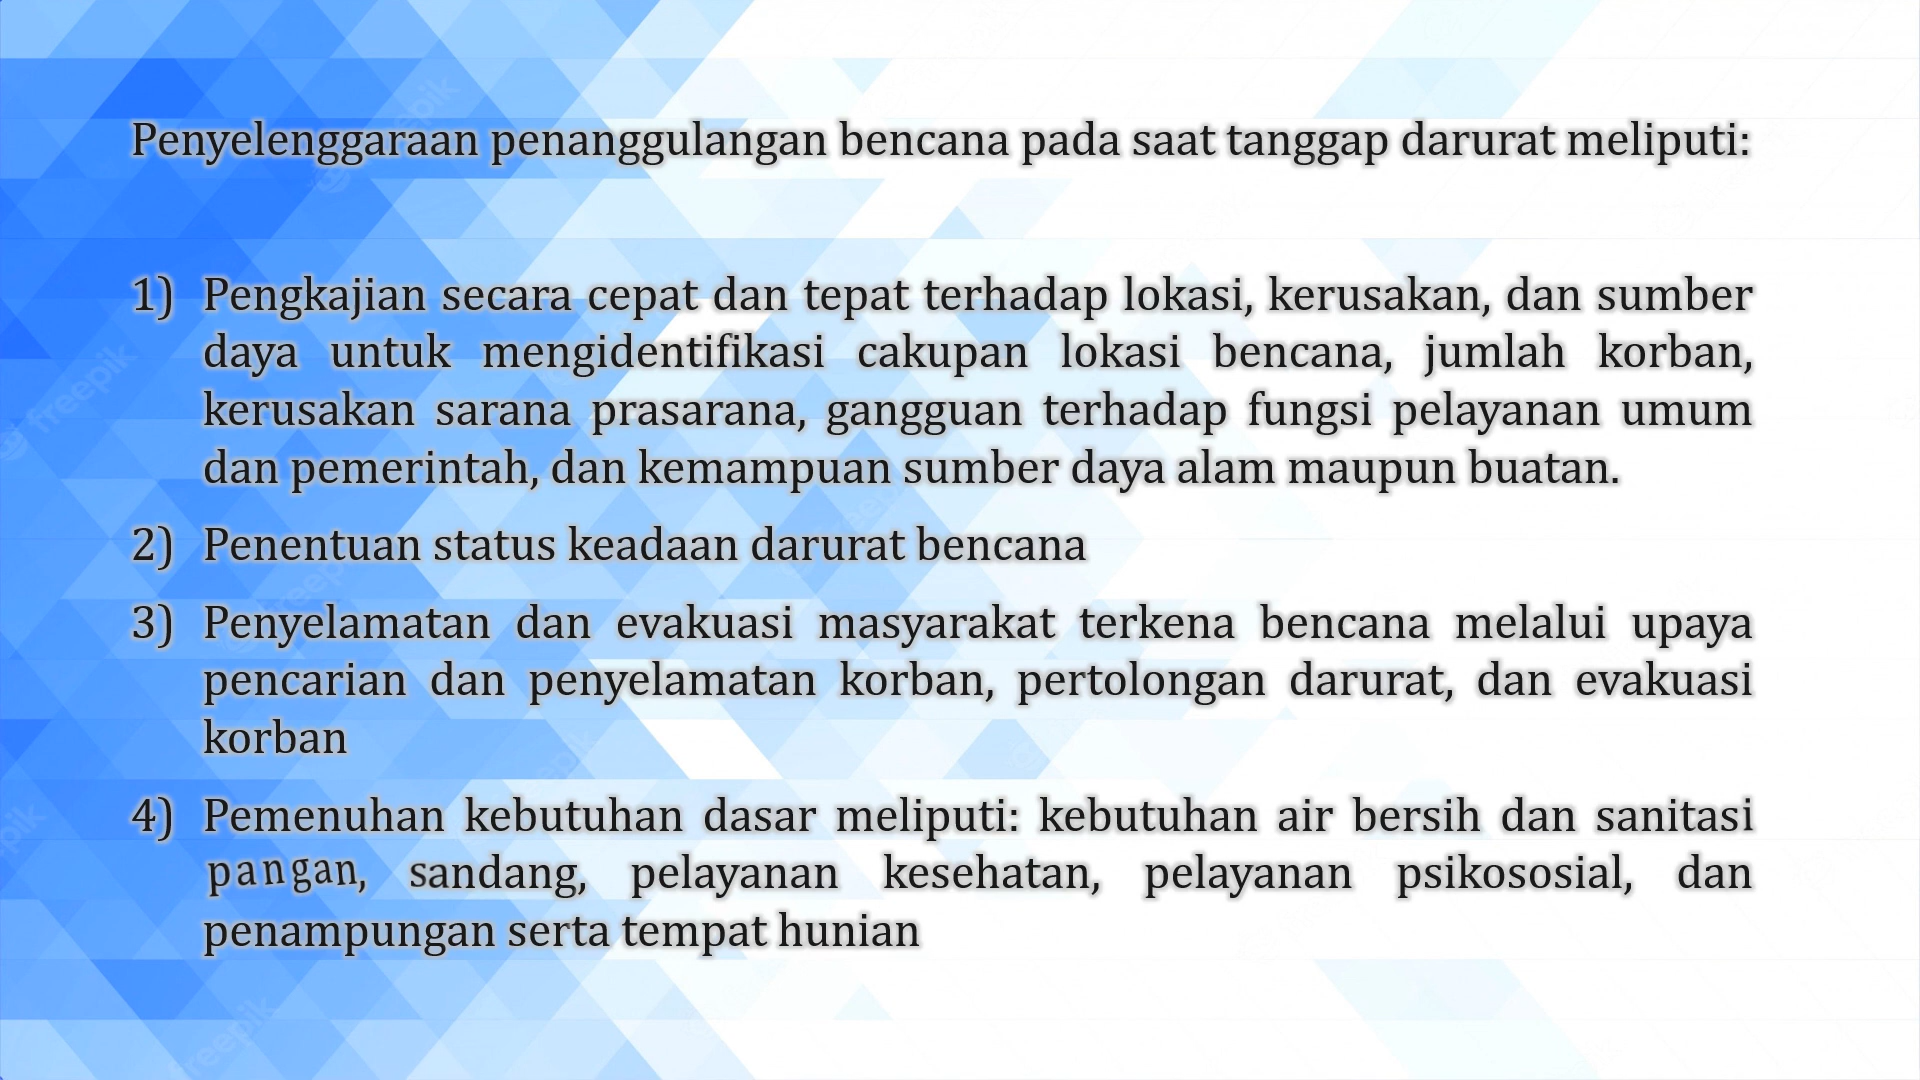 Penyelenggaraan penanggulangan bencana pada saat tanggap darurat meliputi:
1) Pengkajian secara cepat dan tepat terhadap lokasi, kerusakan, dan sumber
daya untuk mengidentifikasi cakupan lokasi bencana, jumlah korban,
kerusakan sarana prasarana, gangguan terhadap fungsi pelayanan umum
dan pemerintah, dan kemampuan sumber daya alam maupun buatan.
2) Penentuan status keadaan darurat bencana
3) Penyelamatan dan evakuasi masyarakat terkena bencana melalui upaya
pencarian dan penyelamatan korban, pertolongan darurat, dan evakuasi
korban
4) Pemenuhan kebutuhan dasar meliputi: kebutuhan air bersih dan sanitasi
pangan, sandang, pelayanan kesehatan, pelayanan psikososial, dan
penampungan serta tempat hunian
freepik